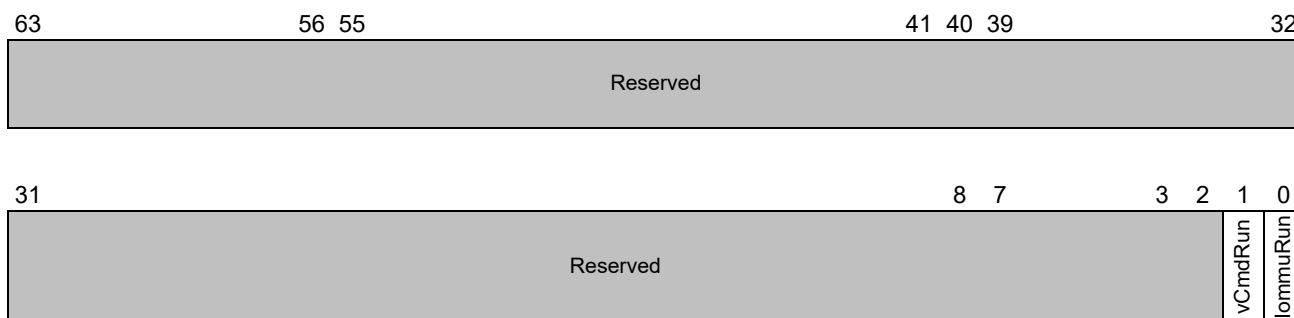 63 56 55 41 40 39 32
Reserved
31 8 7 3 2 1 0
Reserved
vCmdRun
IommuRun